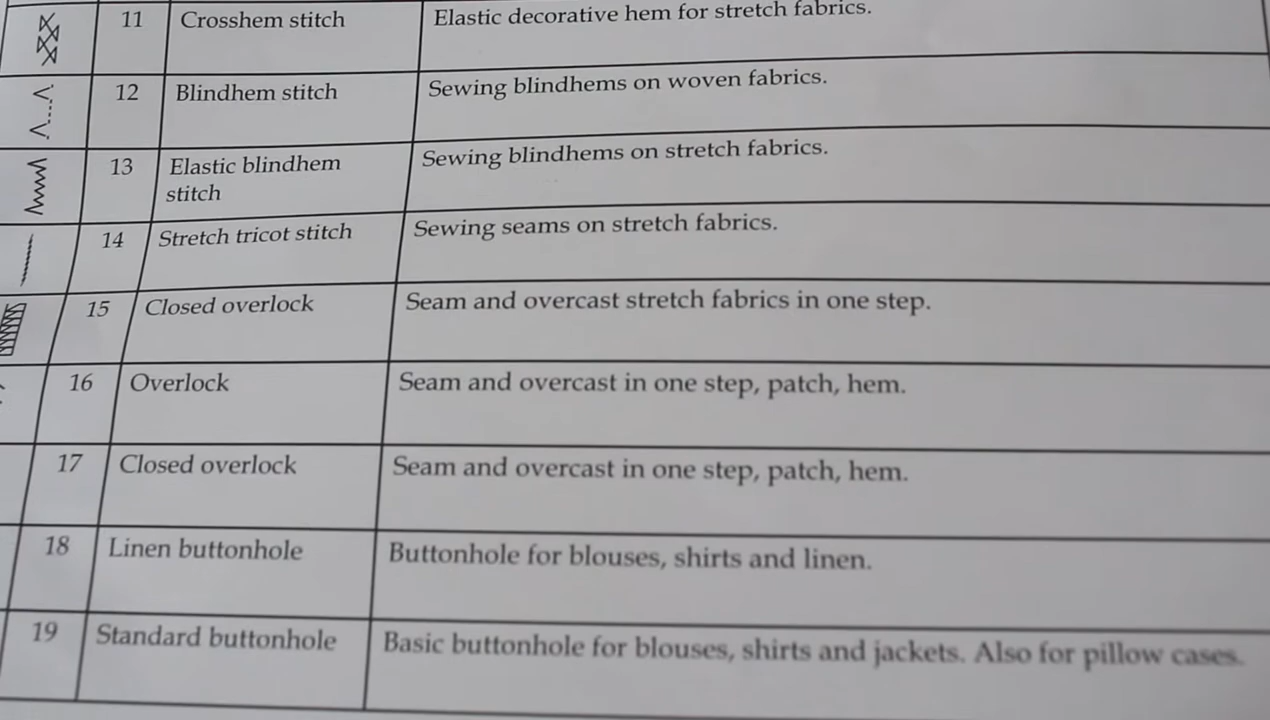 11 Crosshem stitch Elastic decorative hem for stretch fabrics.
12 Blindhem stitch Sewing blindhems on woven fabrics.
13 Elastic blindhem Sewing blindhems on stretch fabrics.
stitch
14 Stretch tricot stitch Sewing seams on stretch fabrics.
15 Closed overlock Seam and overcast stretch fabrics in one step.
16 Overlock Seam and overcast in one step, patch, hem.
17 Closed overlock Seam and overcast in one step, patch, hem.
18 Linen buttonhole Buttonhole for blouses, shirts and linen.
19 Standard buttonhole Basic buttonhole for blouses, shirts and jackets. Also for pillow cases.